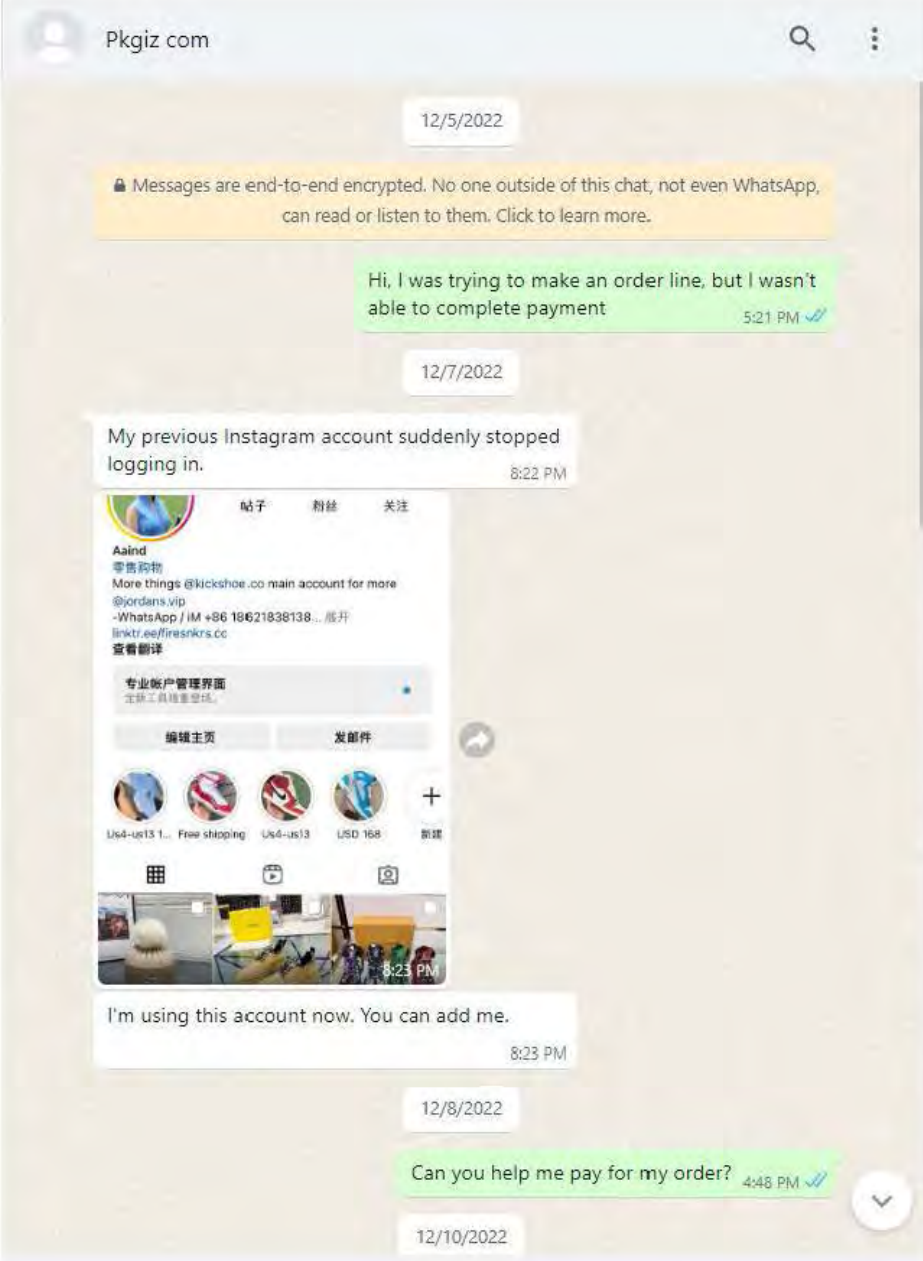 Pkgiz com
12/5/2022
Messages are end-to-end encrypted. No one outside of this chat, not even WhatsApp,
can read or listen to them. Click to learn more.
Hi, I was trying to make an order line, but I wasn't
able to complete payment
5:21 PM
12/7/2022
My previous Instagram account suddenly stopped
logging in.
8:22 PM
帖子 粉丝 关注
Aaind
零售购物
More things @kickshoe.co main account for more
@jordans.vip
-WhatsApp / iM +86 18621838138... 展开
linktr.ee/firesnkrs.cc
查看翻译
专业帐户管理界面
编辑主页 发邮件
Us4-us13 1... Free shipping Us4-us13 USD 168 新建
8:23 PM
I'm using this account now. You can add me.
8:23 PM
12/8/2022
Can you help me pay for my order?
4:48 PM
12/10/2022